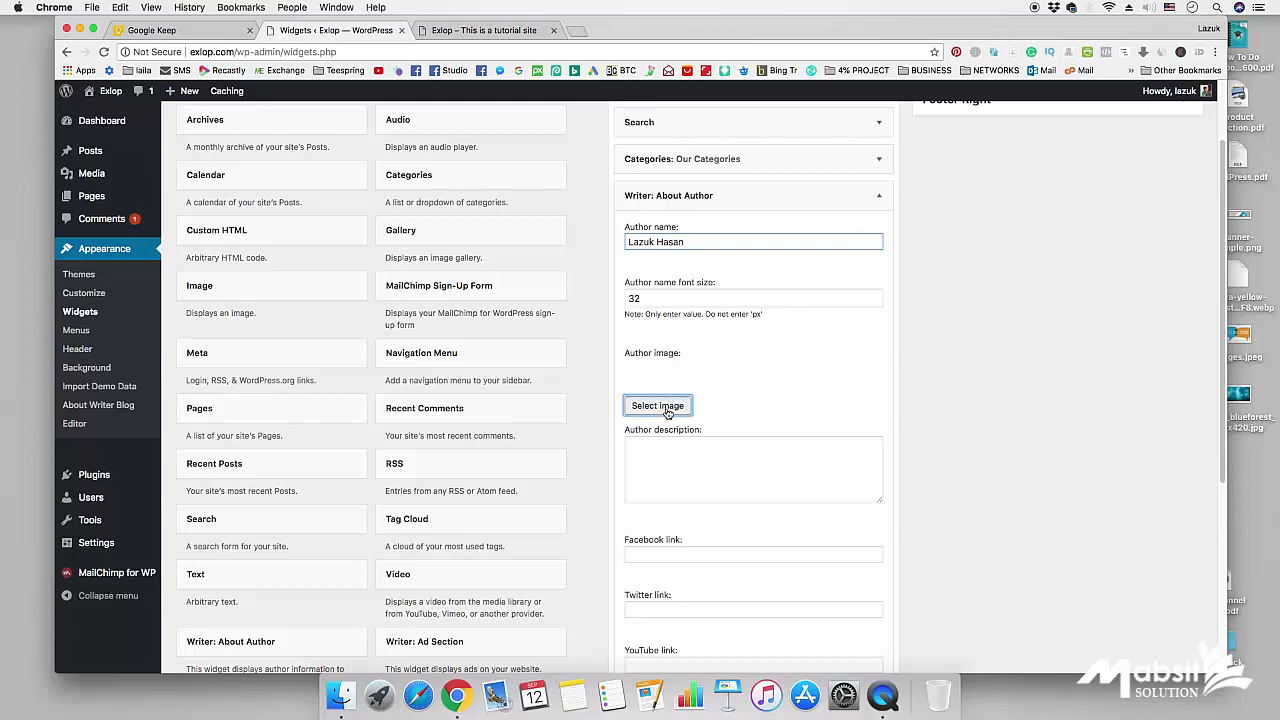 Chrome File Edit View History Bookmarks People Window Help
Lazuk
Google Keep
Widgets ‹ Exlop — WordPress
Exlop – This is a tutorial site
Not Secure exlop.com/wp-admin/widgets.php
Apps laila SMS Recastly Exchange Teespring Studio BTC Bing 4% PROJECT BUSINESS NETWORKS Mail Mail » Other Bookmarks
Exlop 1 New Caching
Howdy, lazuk
Dashboard
Posts
Media
Pages
Comments 1
Appearance
Themes
Customize
Widgets
Menus
Header
Background
Import Demo Data
About Writer Blog
Editor
Plugins
Users
Tools
Settings
MailChimp for WP
Collapse menu
Archives
A monthly archive of your site's Posts.
Calendar
A calendar of your site's Posts.
Custom HTML
Arbitrary HTML code.
Image
Displays an image.
Meta
Login, RSS, & WordPress.org links.
Pages
A list of your site's Pages.
Recent Posts
Your site's most recent Posts.
Search
A search form for your site.
Text
Arbitrary text.
Writer: About Author
This widget displays author information to
Audio
Displays an audio player.
Categories
A list or dropdown of categories.
Gallery
Displays an image gallery.
MailChimp Sign-Up Form
Displays your MailChimp for WordPress sign-
up form
Navigation Menu
Add a navigation menu to your sidebar.
Recent Comments
Your site's most recent comments.
RSS
Entries from any RSS or Atom feed.
Tag Cloud
A cloud of your most used tags.
Video
Displays a video from the media library or
from YouTube, Vimeo, or another provider.
Writer: Ad Section
This widget displays ads on your website.
Search
Categories: Our Categories
Writer: About Author
Author name:
Lazuk Hasan
Author name font size:
32
Note: Only enter value. Do not enter 'px'
Author image:
Select image
Author description:
Facebook link:
Twitter link:
YouTube link:
Footer Right
SEP
12
Mabsit
SOLUTION